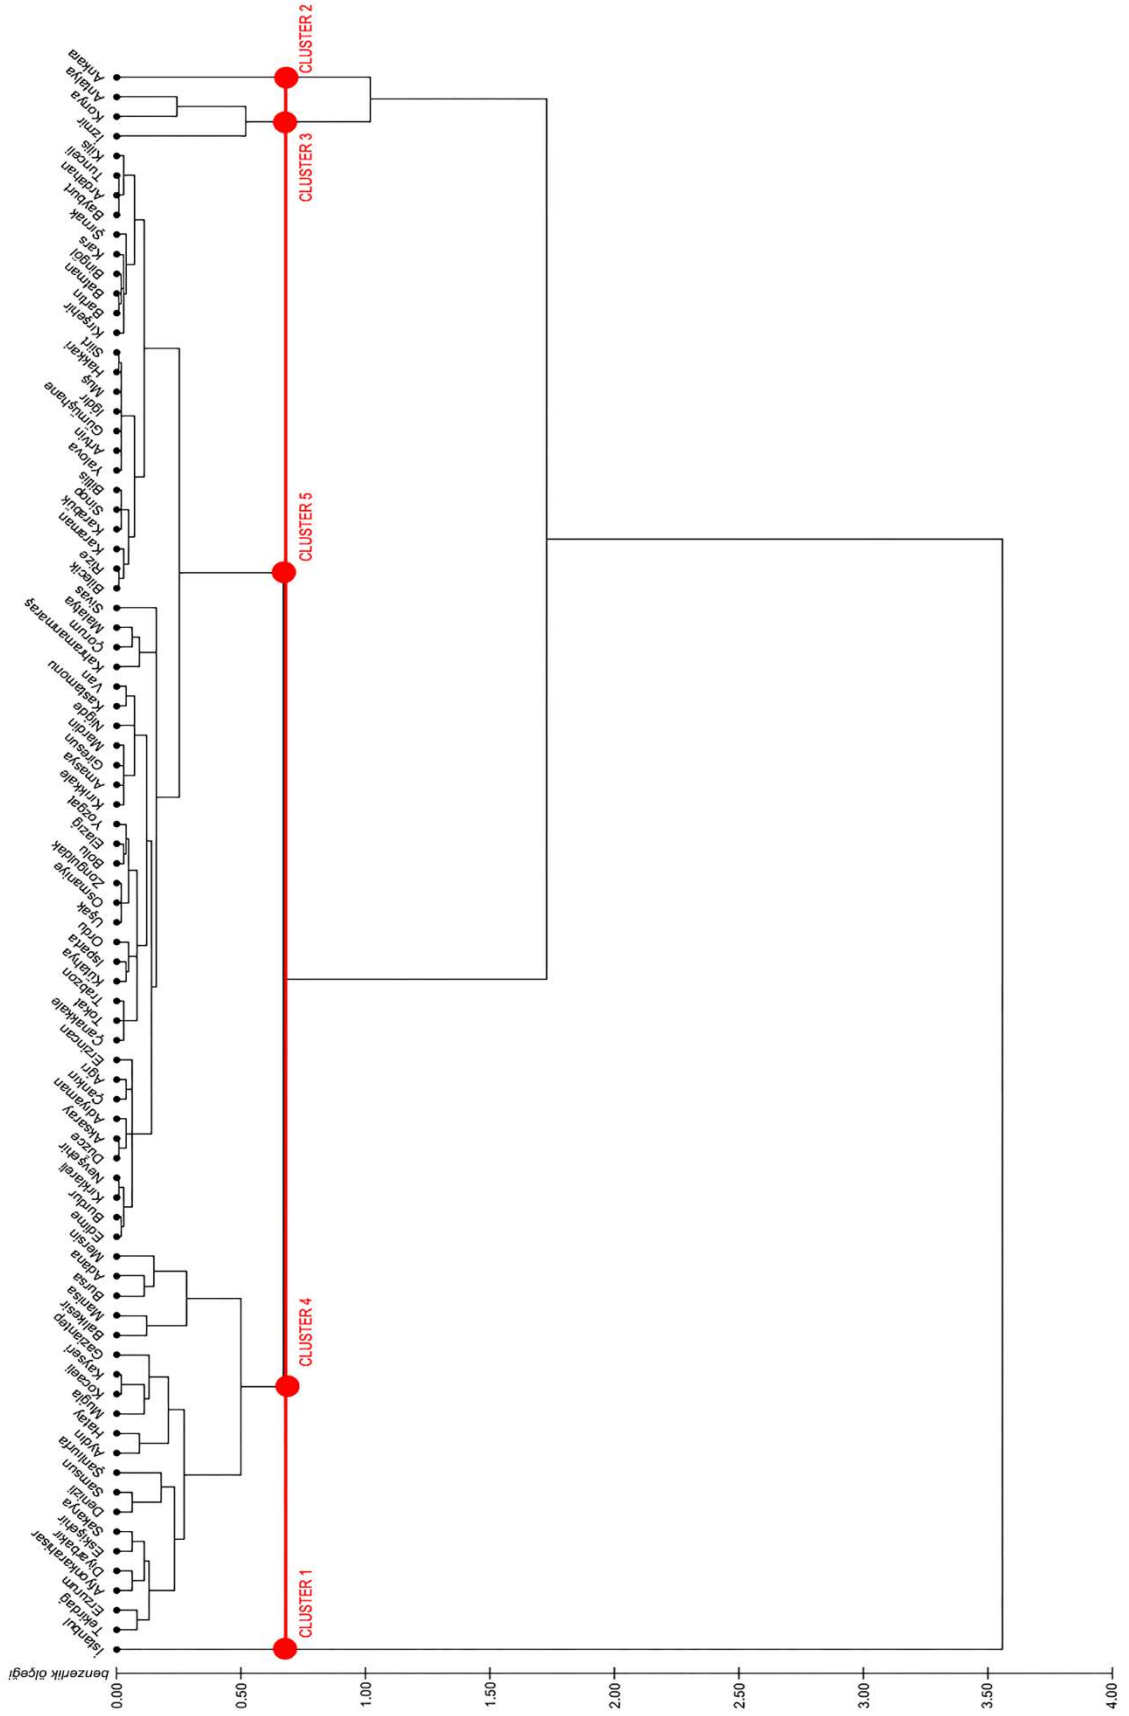 benzerlik ölçeği
0.00
0.50
1.00
1.50
2.00
2.50
3.00
3.50
4.00
İstanbul
Tekirdağ
Erzurum
Afyonkarahisar
Diyarbakır
Eskişehir
Sakarya
Denizli
Samsun
Şanlıurfa
Aydın
Hatay
Muğla
Kocaeli
Kayseri
Gaziantep
Balıkesir
Manisa
Bursa
Adana
Mersin
Edirne
Burdur
Kırklareli
Nevşehir
Düzce
Aksaray
Adıyaman
Çankırı
Ağrı
Erzincan
Çanakkale
Tokat
Trabzon
Kütahya
Isparta
Ordu
Uşak
Osmaniye
Zonguldak
Bolu
Elazığ
Yozgat
Kırıkkale
Amasya
Giresun
Mardin
Niğde
Kastamonu
Van
Kahramanmaraş
Çorum
Malatya
Sivas
Bilecik
Rize
Karaman
Karabük
Sinop
Bitlis
Yalova
Artvin
Gümüşhane
Iğdır
Muş
Hakkari
Siirt
Kırşehir
Bartın
Batman
Bingöl
Kars
Şırnak
Bayburt
Ardahan
Tunceli
Kilis
İzmir
Konya
Antalya
Ankara
CLUSTER 1
CLUSTER 4
CLUSTER 5
CLUSTER 3
CLUSTER 2